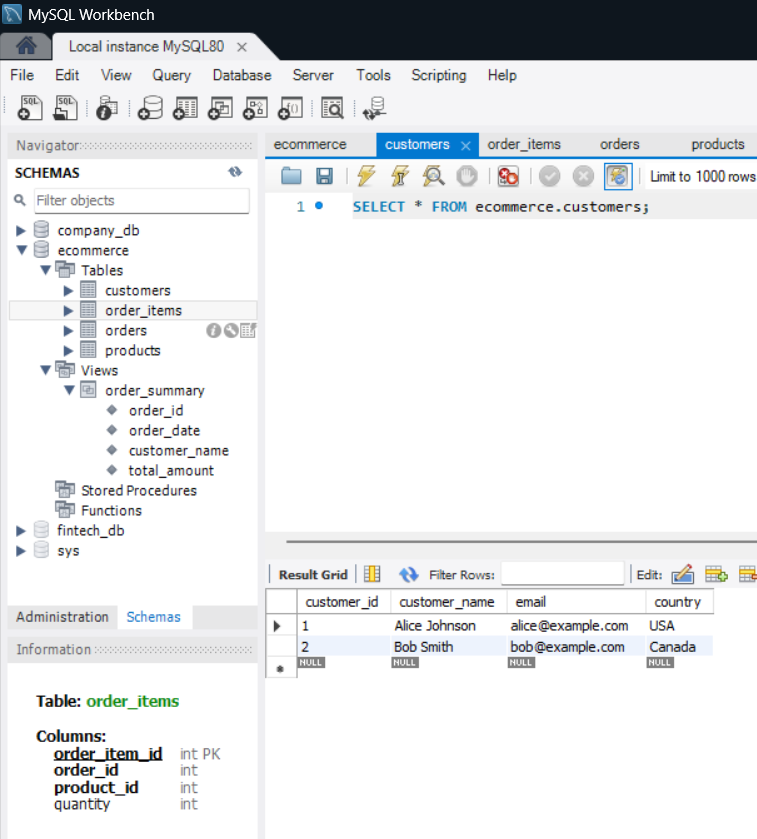 MySQL Workbench
Local instance MySQL80
File Edit View Query Database Server Tools Scripting Help
SQL SQL
Navigator
SCHEMAS
Filter objects
company_db
ecommerce
Tables
customers
order_items
orders
products
Views
order_summary
order_id
order_date
customer_name
total_amount
Stored Procedures
Functions
fintech_db
sys
Administration Schemas
Information
Table: order_items
Columns:
order_item_id int PK
order_id int
product_id int
quantity int
ecommerce customers order_items orders products
Limit to 1000 rows
1 SELECT * FROM ecommerce.customers;
Result Grid Filter Rows: Edit:
customer_id customer_name email country
1 Alice Johnson alice@example.com USA
2 Bob Smith bob@example.com Canada
NULL NULL NULL NULL